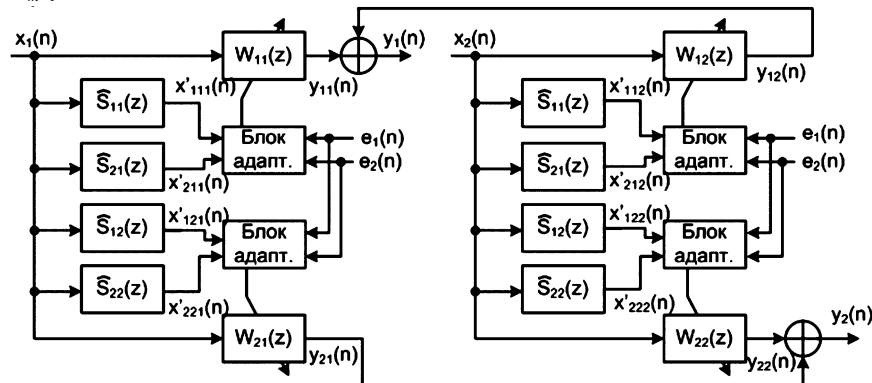 x₁(n)
W₁₁(z)
y₁(n)
y₁₁(n)
Ŝ₁₁(z)
x'₁₁₁(n)
Блок
адапт.
e₁(n)
e₂(n)
Ŝ₂₁(z)
x'₂₁₁(n)
Ŝ₁₂(z)
x'₁₂₁(n)
Блок
адапт.
Ŝ₂₂(z)
x'₂₂₁(n)
W₂₁(z)
y₂₁(n)
x₂(n)
W₁₂(z)
y₁₂(n)
Ŝ₁₁(z)
x'₁₁₂(n)
Блок
адапт.
e₁(n)
e₂(n)
Ŝ₂₁(z)
x'₂₁₂(n)
Ŝ₁₂(z)
x'₁₂₂(n)
Блок
адапт.
Ŝ₂₂(z)
x'₂₂₂(n)
W₂₂(z)
y₂₂(n)
y₂(n)